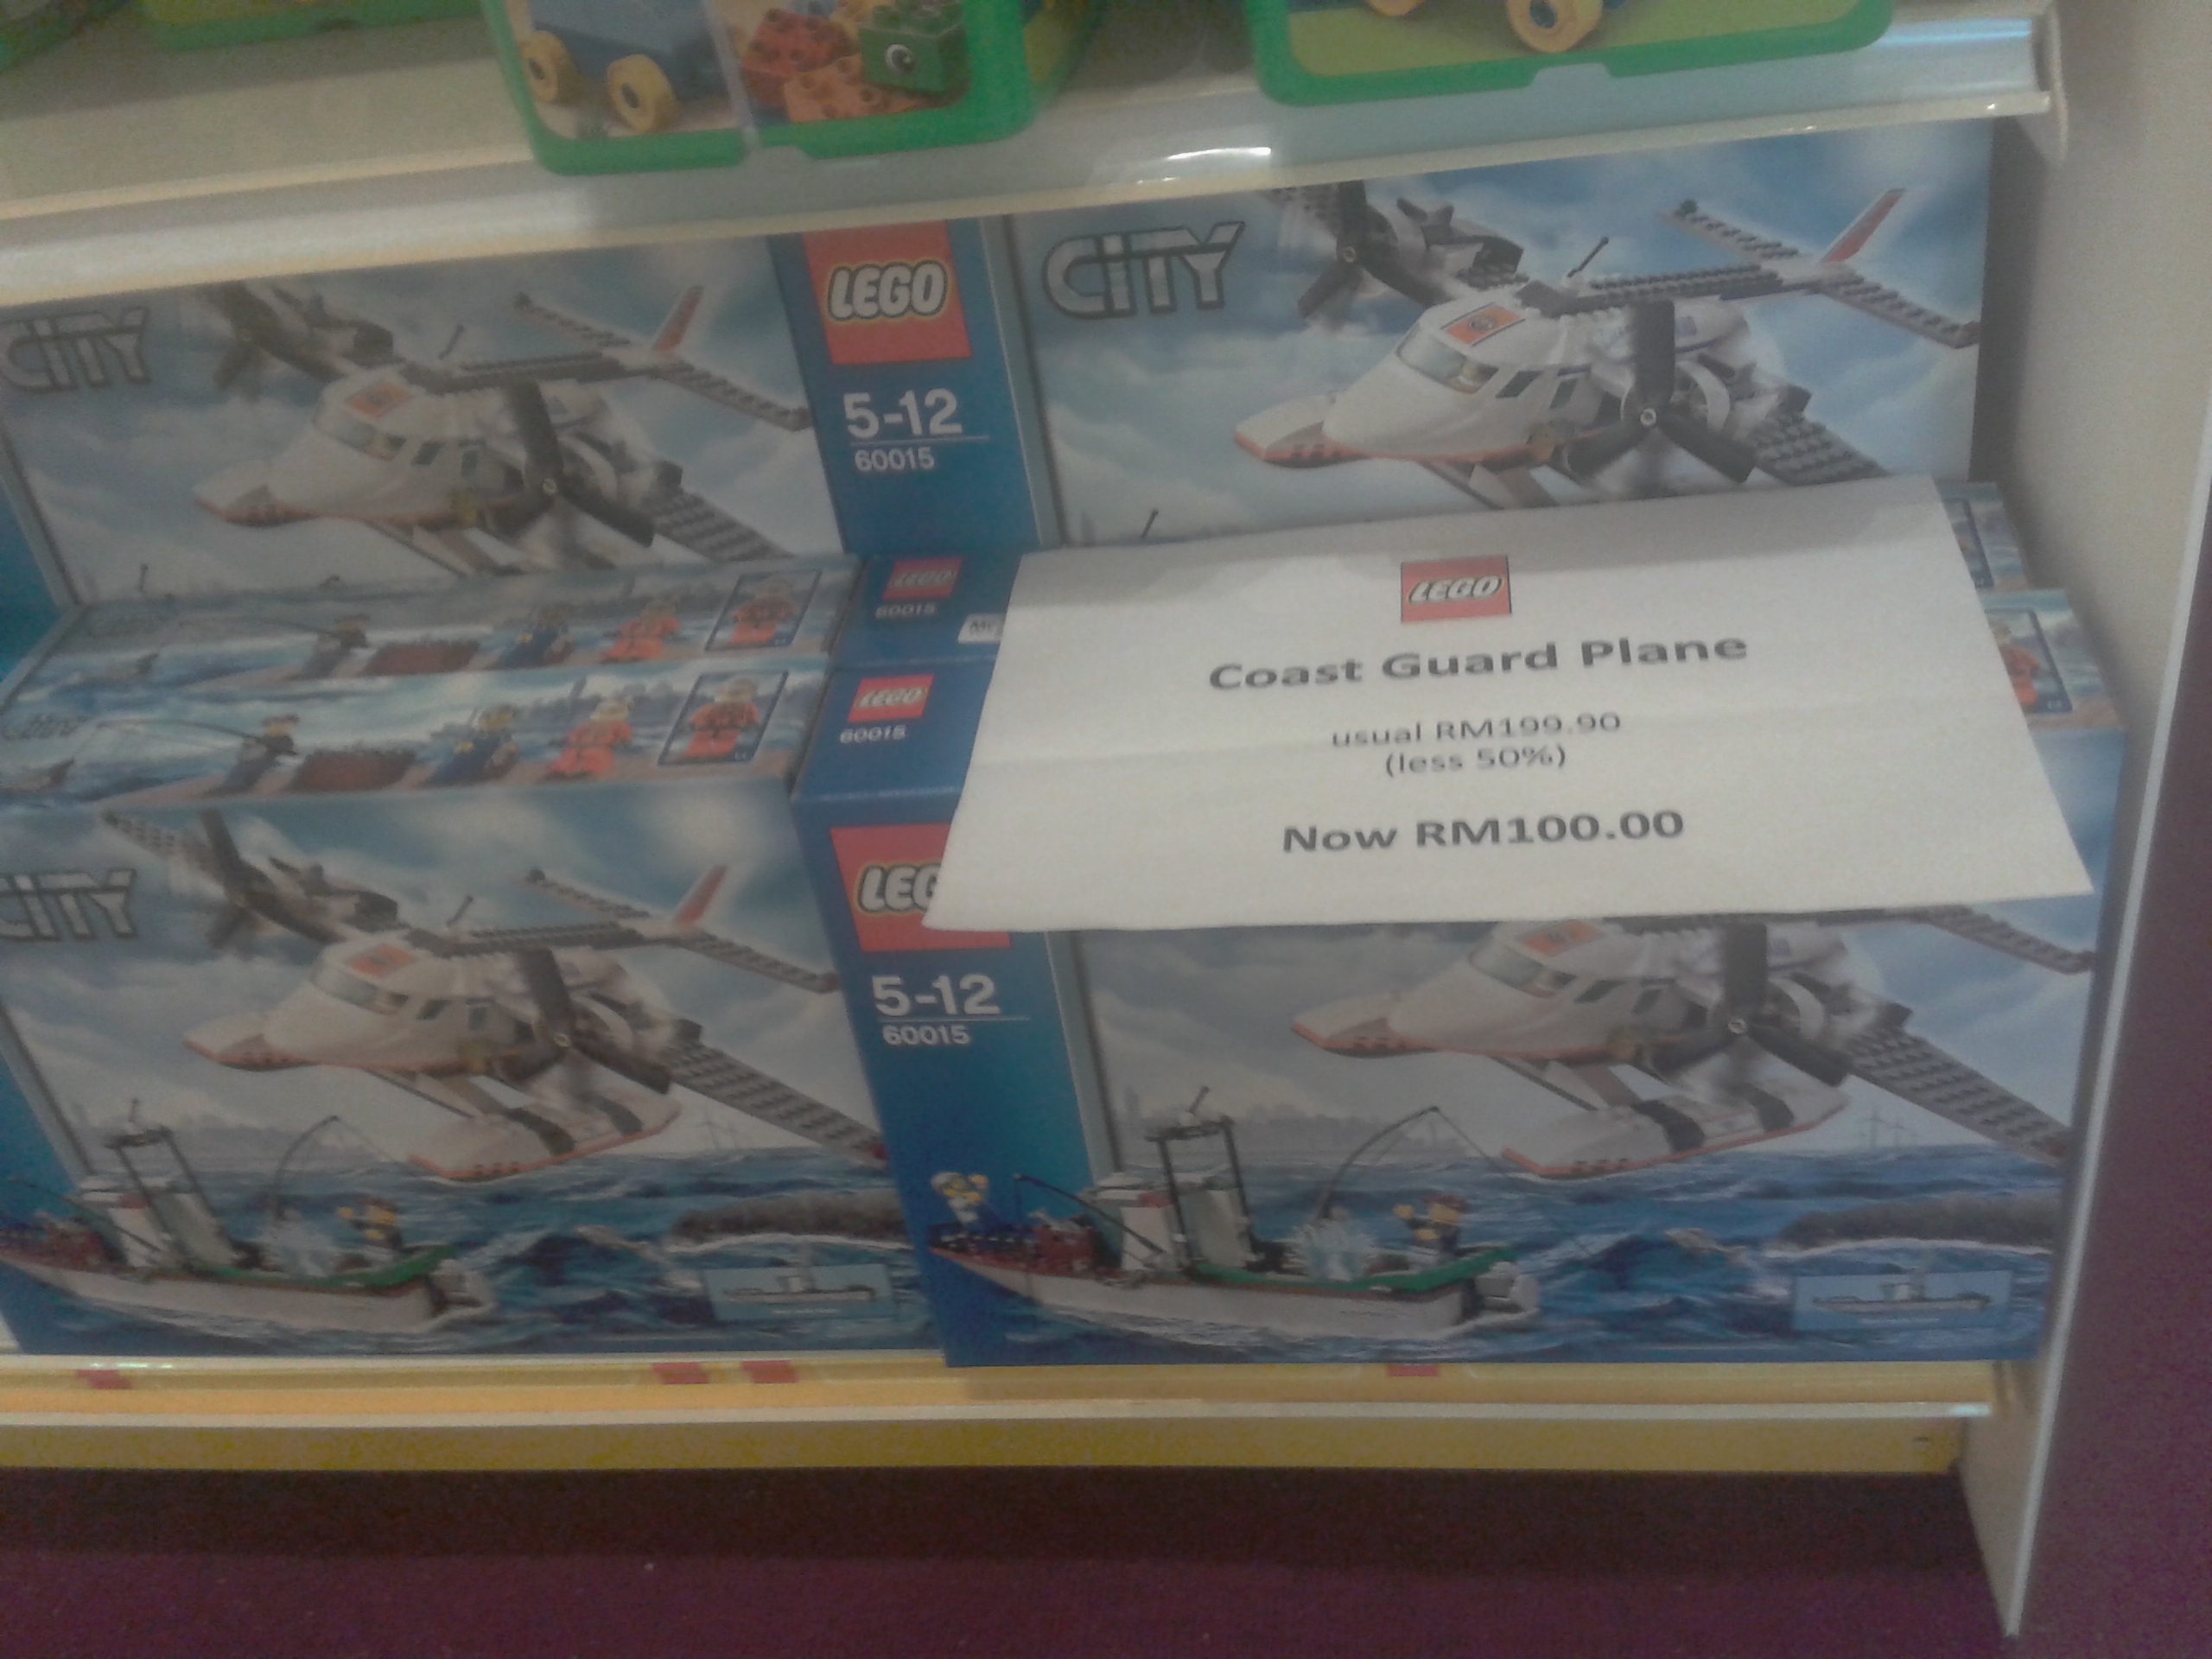 CITY
LEGO
5-12
60015
CITY
LEGO
60015
LEGO
60015
LEGO
Coast Guard Plane
usual RM199.90
(less 50%)
Now RM100.00
CITY
LEG
5-12
60015